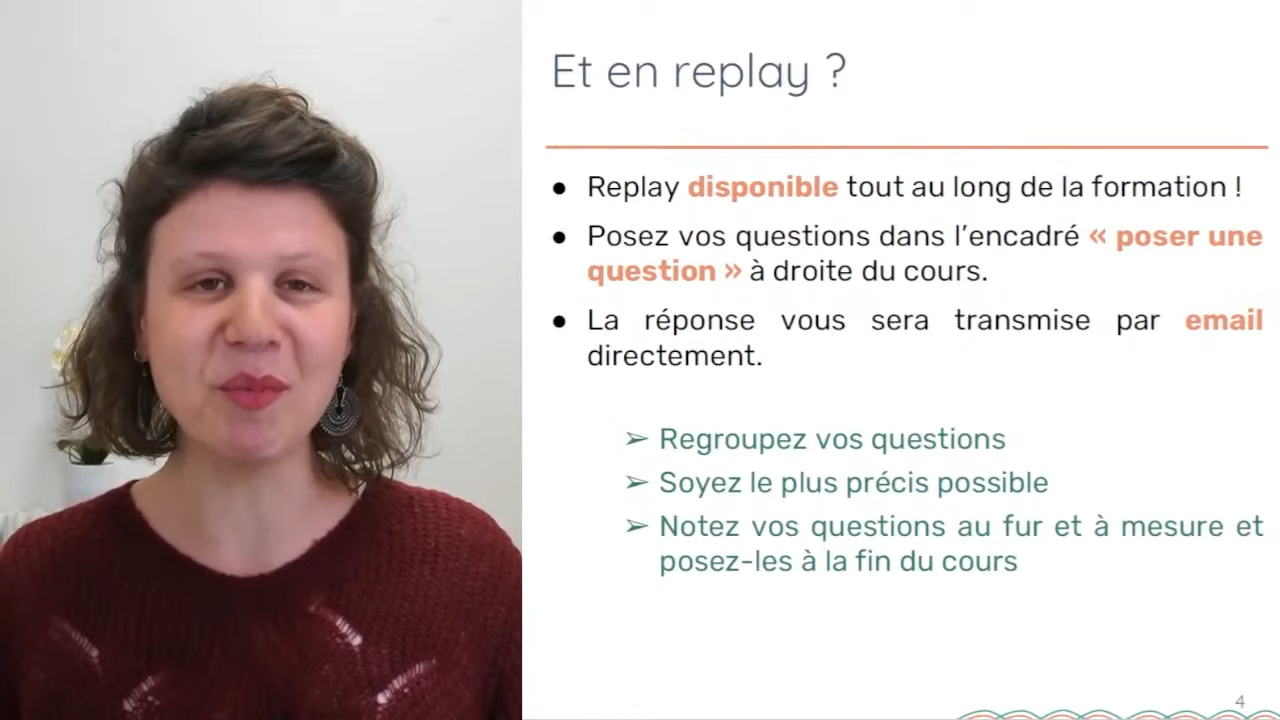 Et en replay ?
● Replay disponible tout au long de la formation !
● Posez vos questions dans l’encadré « poser une
question » à droite du cours.
● La réponse vous sera transmise par email
directement.
➢ Regroupez vos questions
➢ Soyez le plus précis possible
➢ Notez vos questions au fur et à mesure et
posez-les à la fin du cours
4